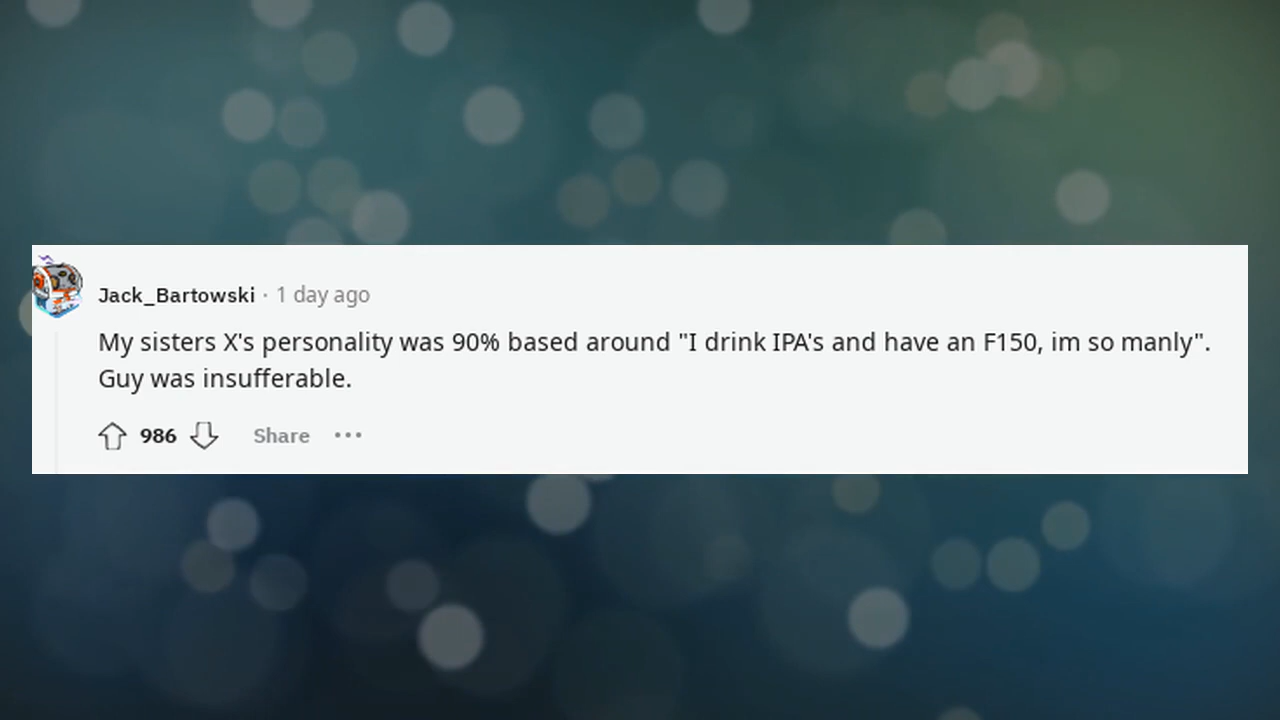 Jack_Bartowski · 1 day ago
My sisters X's personality was 90% based around "I drink IPA's and have an F150, im so manly".
Guy was insufferable.
986 Share ···